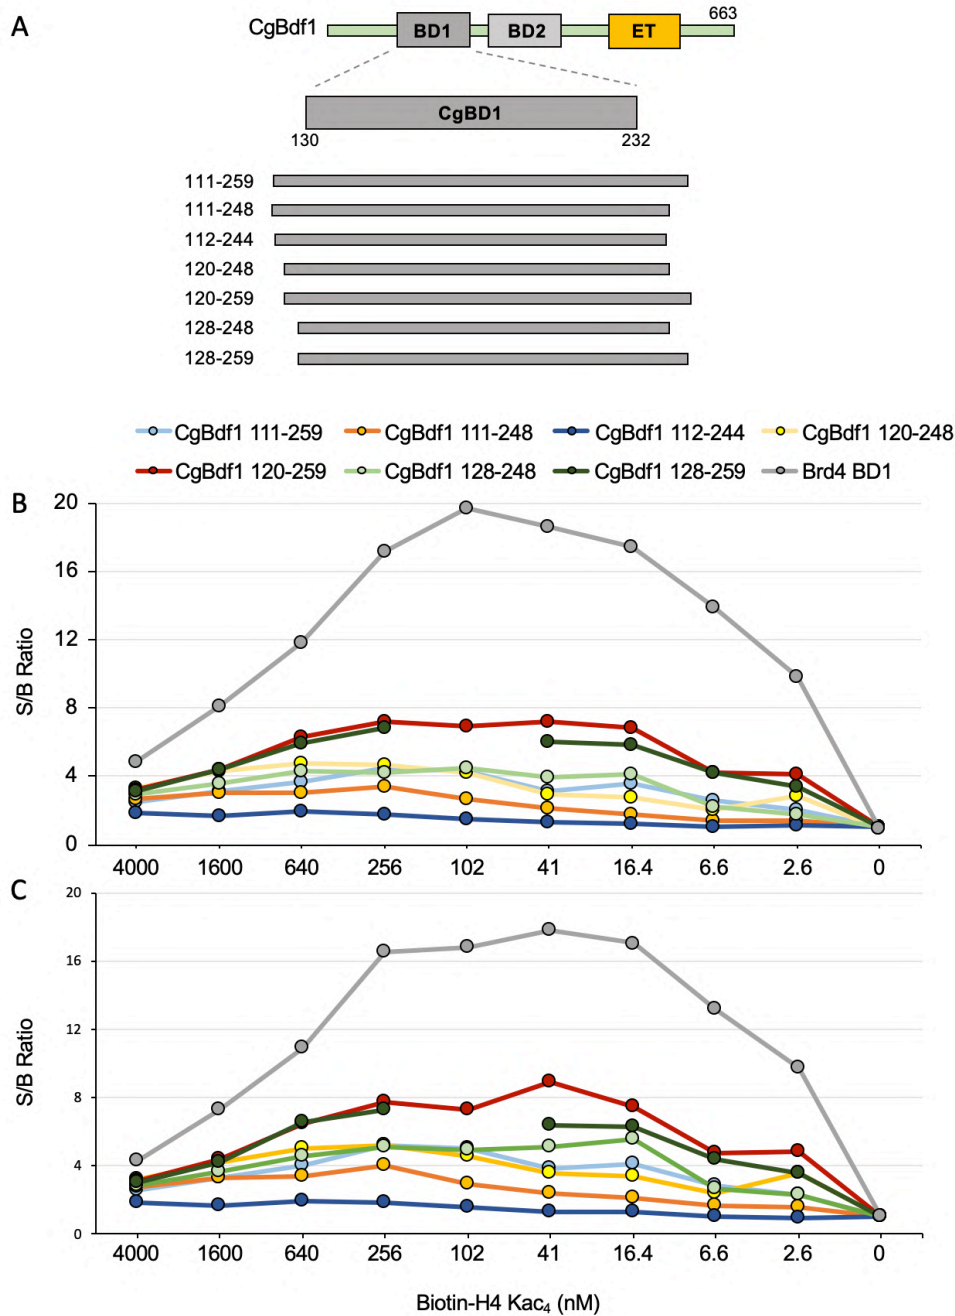 A
CgBdf1 BD1 BD2 ET 663
CgBD1
130 232
111-259
111-248
112-244
120-248
120-259
128-248
128-259
CgBdf1 111-259 CgBdf1 111-248 CgBdf1 112-244 CgBdf1 120-248
CgBdf1 120-259 CgBdf1 128-248 CgBdf1 128-259 Brd4 BD1
B
20
16
12
8
4
0
S/B Ratio
4000 1600 640 256 102 41 16.4 6.6 2.6 0
C
20
16
12
8
4
0
S/B Ratio
4000 1600 640 256 102 41 16.4 6.6 2.6 0
Biotin-H4 Kac₄ (nM)